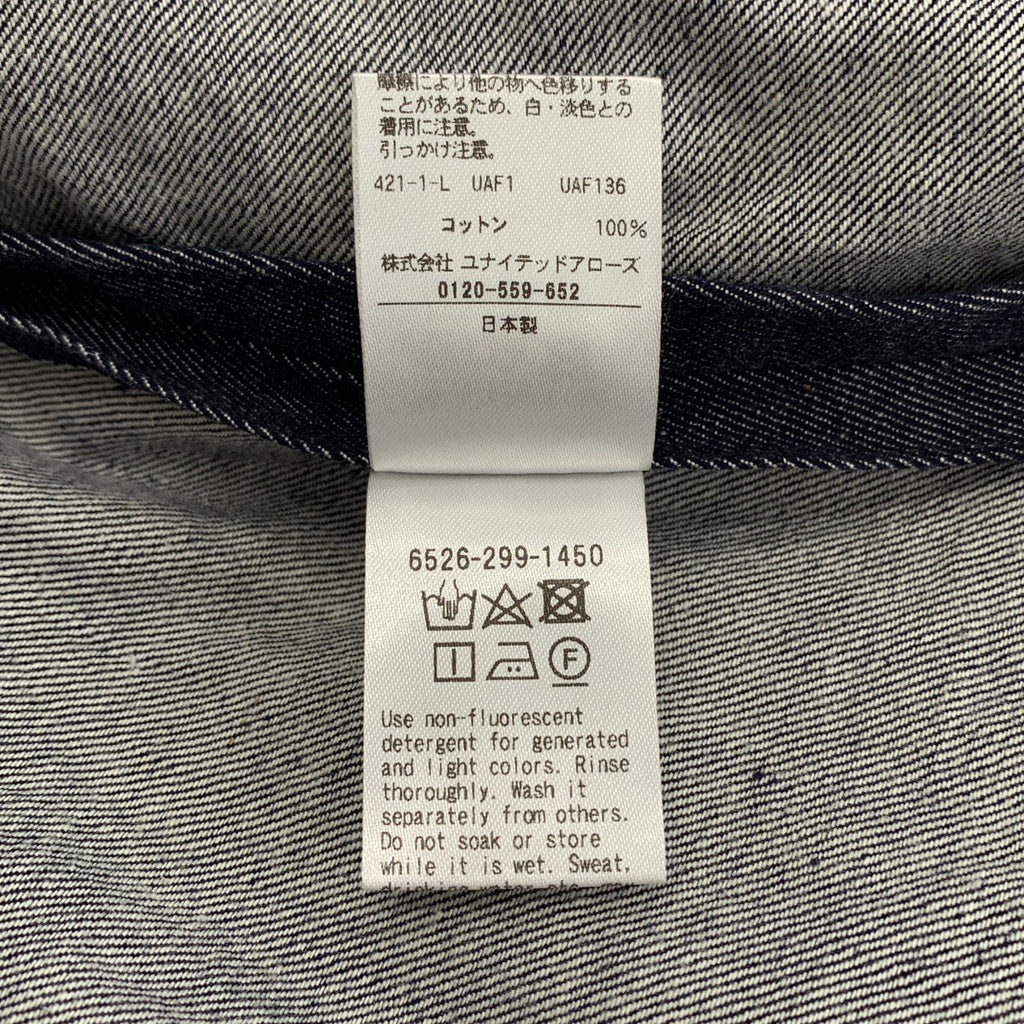 摩擦により他の物へ色移りする
ことがあるため、白・淡色との
着用に注意。
引っかけ注意。
421-1-L UAF1 UAF136
コットン 100%
株式会社 ユナイテッドアローズ
0120-559-652
日本製
6526-299-1450
F
Use non-fluorescent
detergent for generated
and light colors. Rinse
thoroughly. Wash it
separately from others.
Do not soak or store
while it is wet. Sweat,